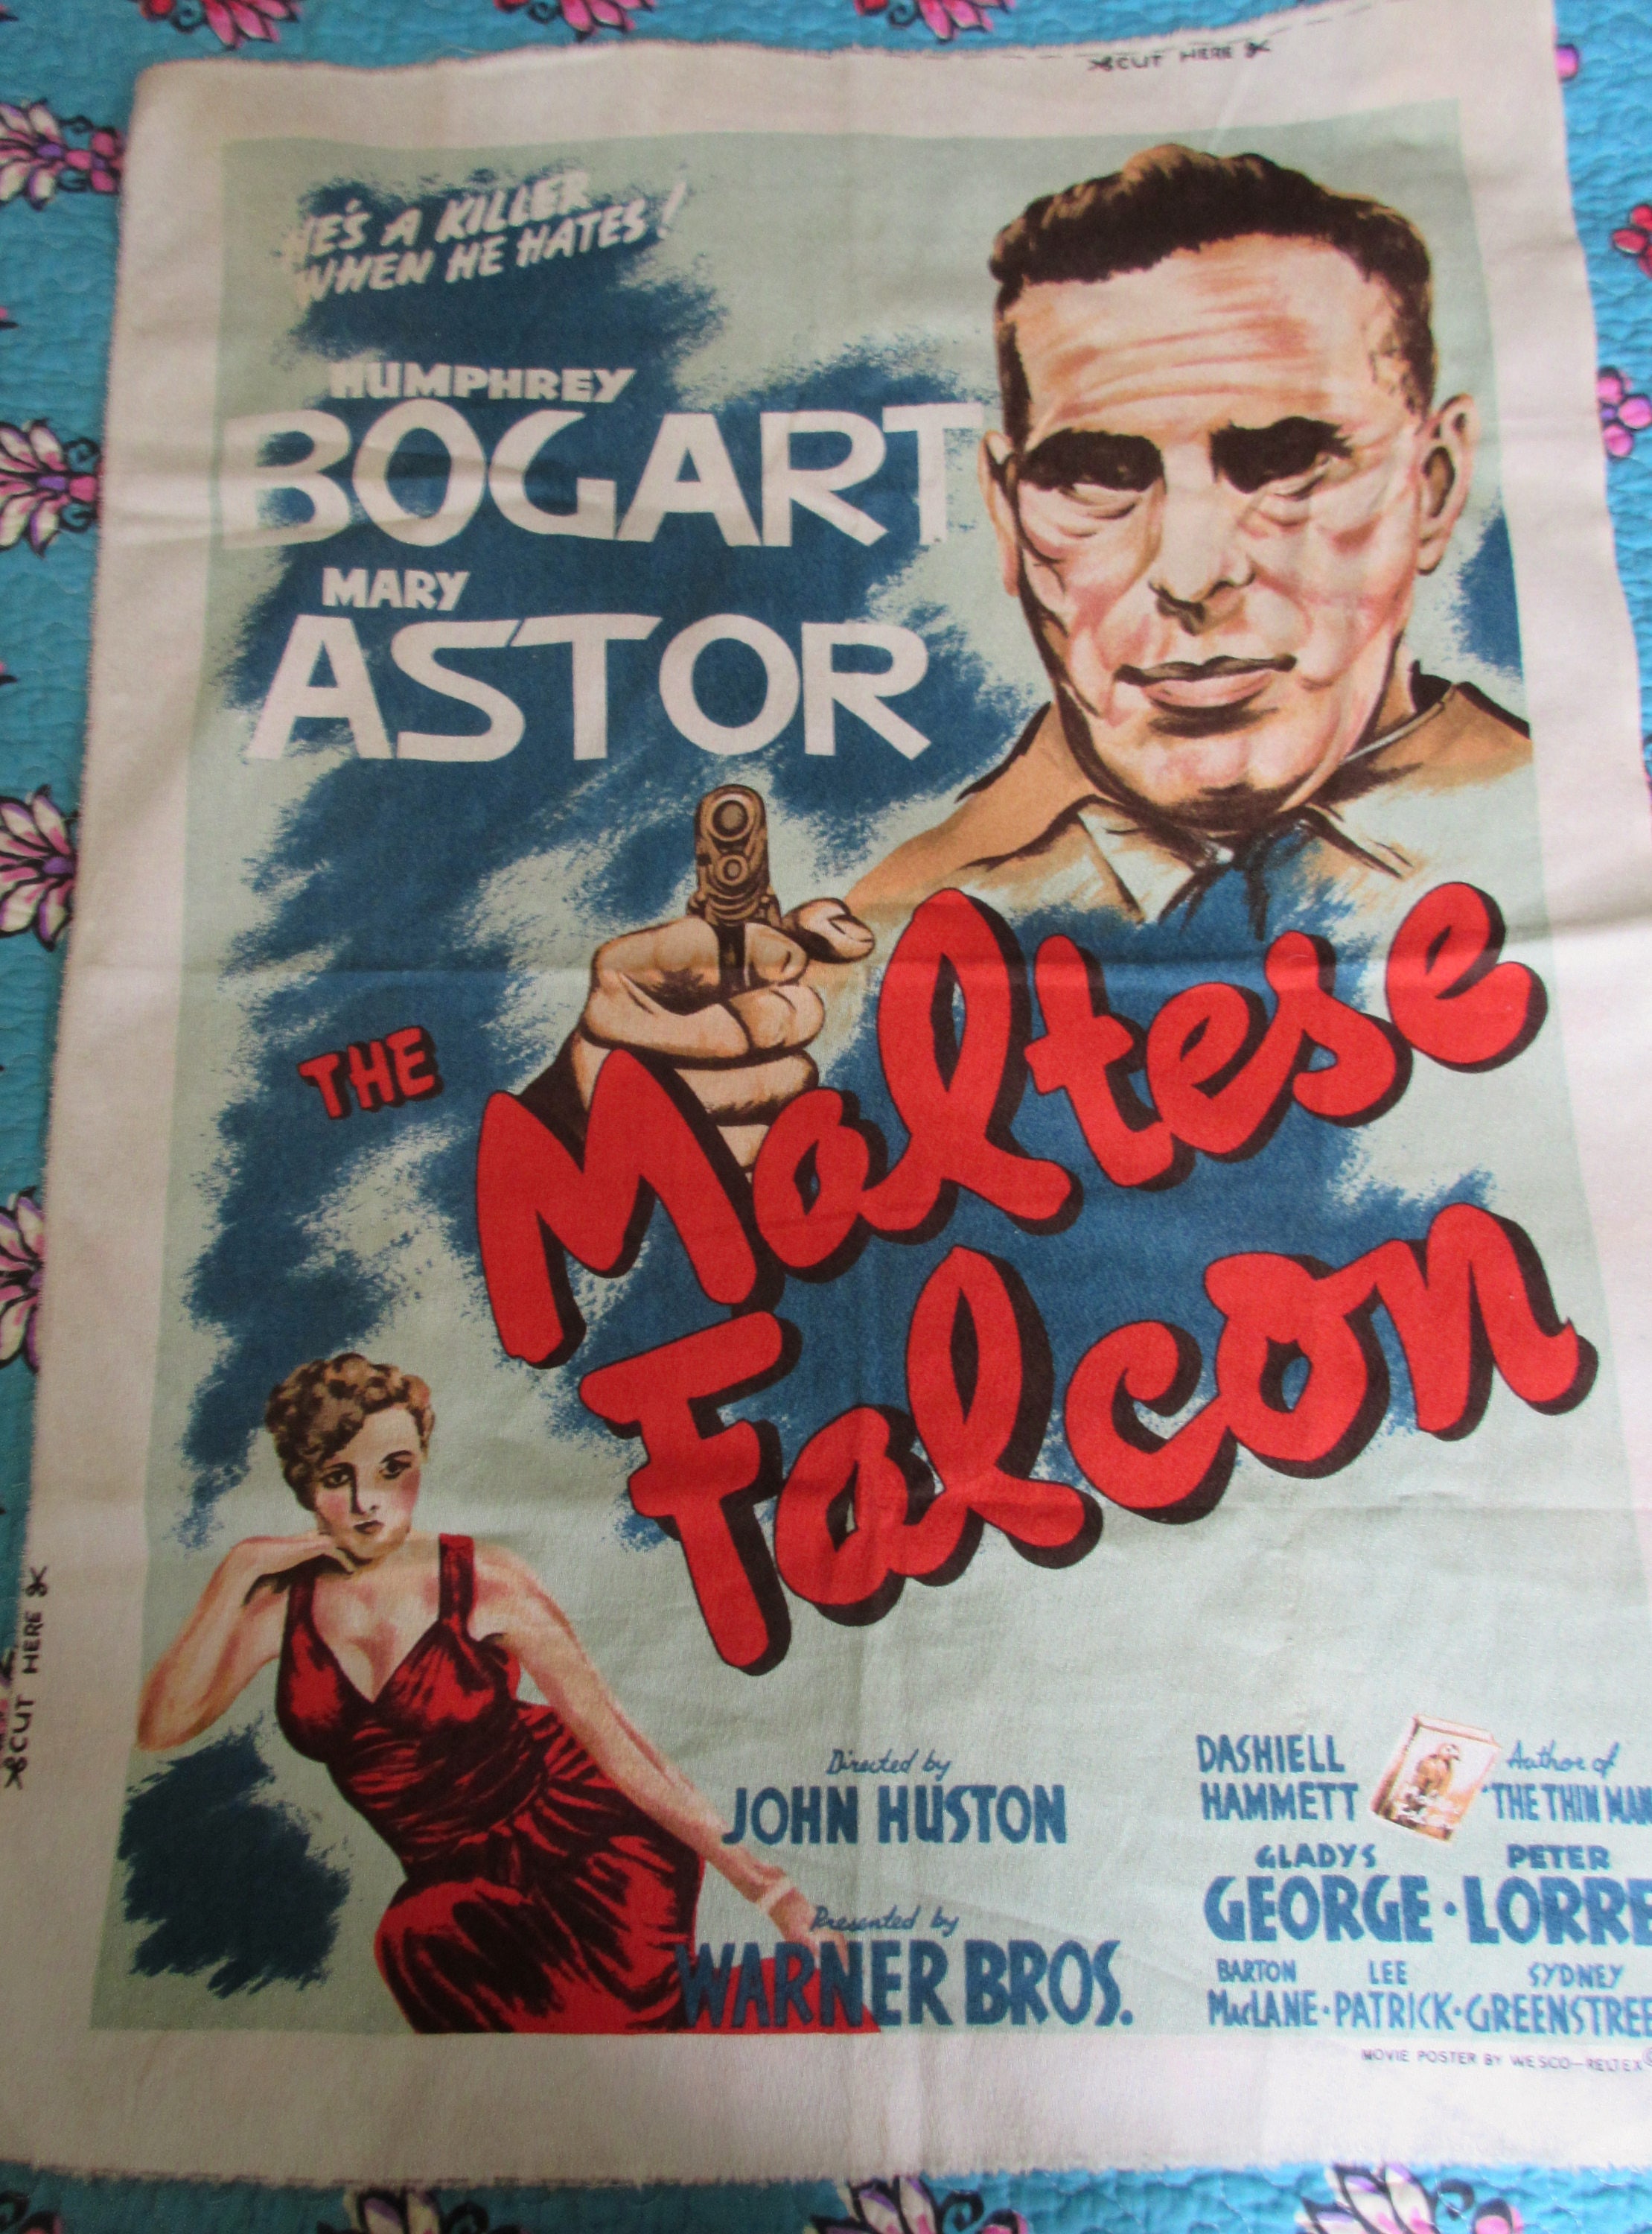 ✂CUT HERE✂
HE'S A KILLER
WHEN HE HATES!
HUMPHREY
BOGART
MARY
ASTOR
THE
Maltese
Falcon
✂CUT HERE✂
Directed by
JOHN HUSTON
Presented by
WARNER BROS.
DASHIELL
HAMMETT
Author of
"THE THIN MAN
GLADYS PETER
GEORGE · LORRE
BARTON LEE SYDNEY
MacLANE · PATRICK · GREENSTREE
MOVIE POSTER BY WESCO—RELTEX©